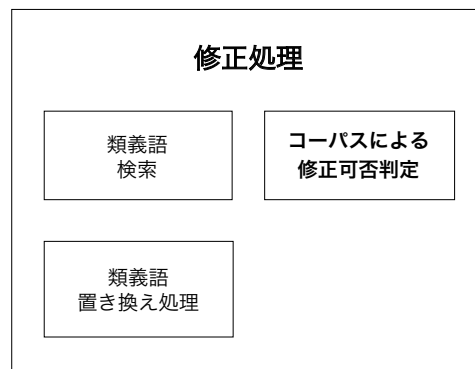 修正処理
類義語
検索
コーパスによる
修正可否判定
類義語
置き換え処理